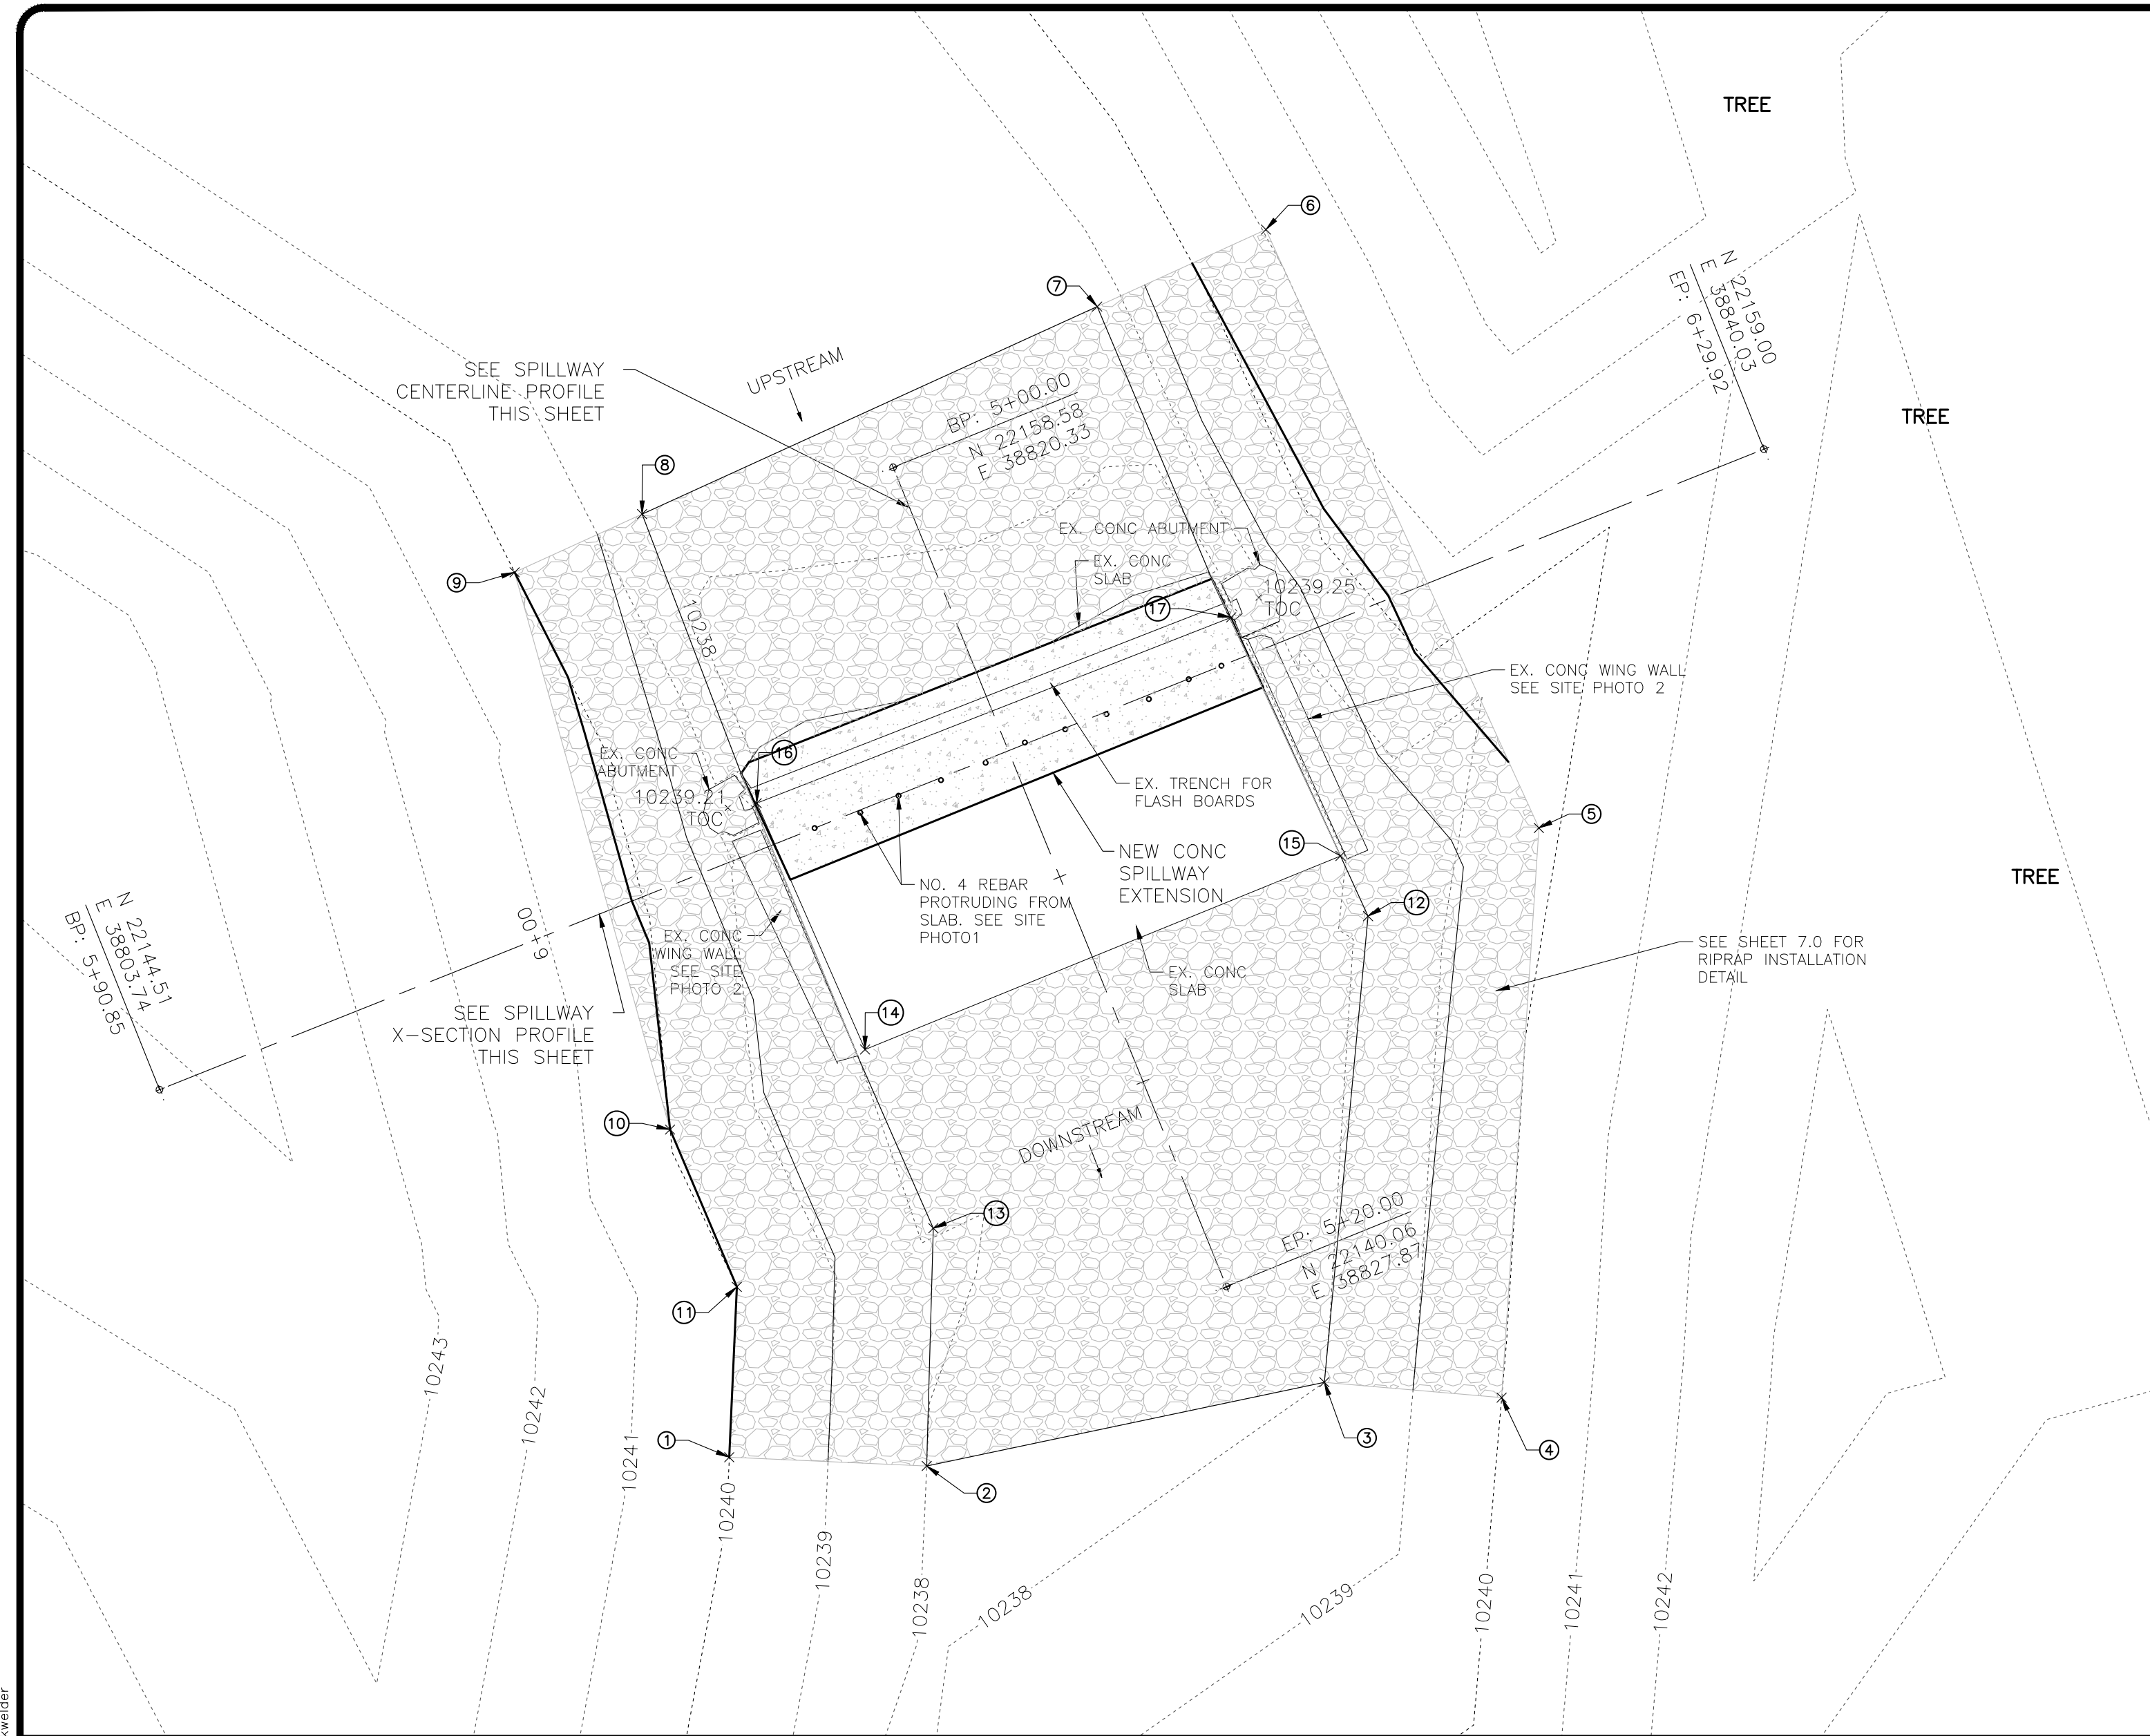 TREE
6
N 22159.00
E 38840.03
EP: 6+29.92
7
UPSTREAM
SEE SPILLWAY
CENTERLINE PROFILE
THIS SHEET
BP: 5+00.00
N 22158.58
E 38820.33
TREE
8
EX. CONC ABUTMENT
EX. CONC
SLAB
9
10239.25
TOC
17
10238
EX. CONC WING WALL
SEE SITE PHOTO 2
EX. CONC
ABUTMENT
16
10239.21
TOC
EX. TRENCH FOR
FLASH BOARDS
5
15
NEW CONC
SPILLWAY
EXTENSION
TREE
NO. 4 REBAR
PROTRUDING FROM
SLAB. SEE SITE
PHOTO1
12
N 22144.51
E 38803.74
BP: 5+90.85
6+00
EX. CONC
WING WALL
SEE SITE
PHOTO 2
EX. CONC
SLAB
SEE SHEET 7.0 FOR
RIPRAP INSTALLATION
DETAIL
SEE SPILLWAY
X-SECTION PROFILE
THIS SHEET
14
10
DOWNSTREAM
13
EP: 5+20.00
N 22140.06
E 38827.87
11
10243
10242
10241
1
3
4
2
10240
10239
10238
10238
10239
10240
10241
10242